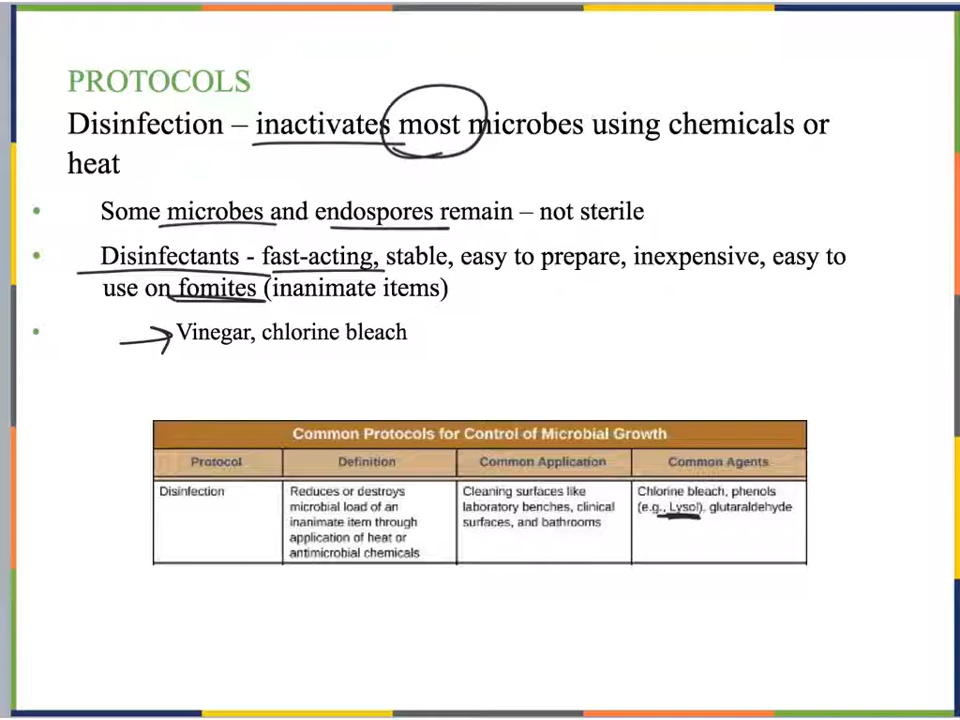 PROTOCOLS
Disinfection – inactivates most microbes using chemicals or
heat
• Some microbes and endospores remain – not sterile
• Disinfectants - fast-acting, stable, easy to prepare, inexpensive, easy to
use on fomites (inanimate items)
• Vinegar, chlorine bleach
Common Protocols for Control of Microbial Growth
Protocol Definition Common Application Common Agents
Disinfection Reduces or destroys Cleaning surfaces like Chlorine bleach, phenols
microbial load of an laboratory benches, clinical (e.g., Lysol), glutaraldehyde
inanimate item through surfaces, and bathrooms
application of heat or
antimicrobial chemicals